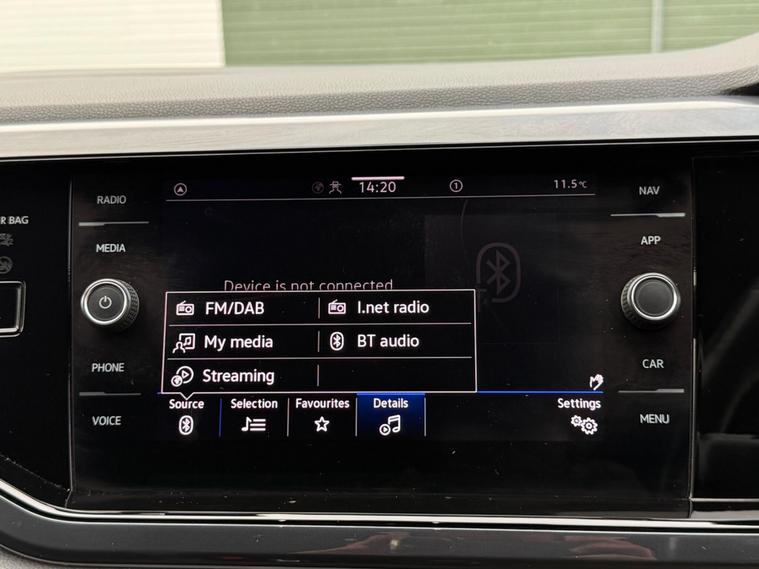 RADIO
14:20
1
11.5°C
NAV
R BAG
MEDIA
APP
Device is not connected
FM/DAB
I.net radio
My media
BT audio
Streaming
PHONE
CAR
Source
Selection
Favourites
Details
Settings
VOICE
MENU